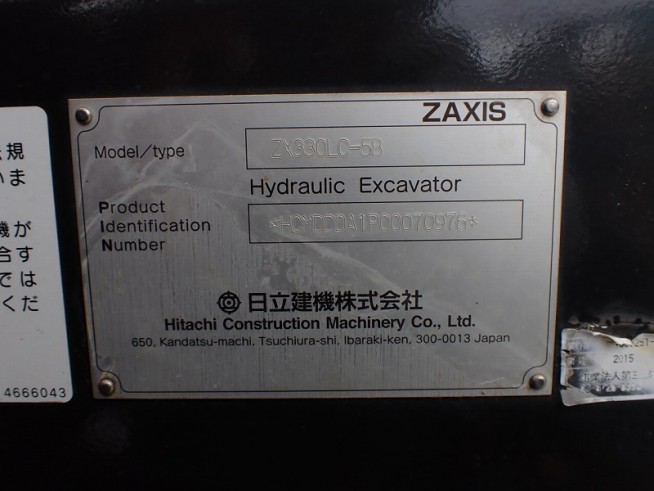 ZAXIS
Model/type
ZX330LC-5B
Hydraulic Excavator
Product
Identification
Number
日立建機株式会社
Hitachi Construction Machinery Co., Ltd.
650, Kandatsu-machi, Tsuchiura-shi, Ibaraki-ken, 300-0013 Japan
規
いま
機が
合す
では
くだ
4666043
2015